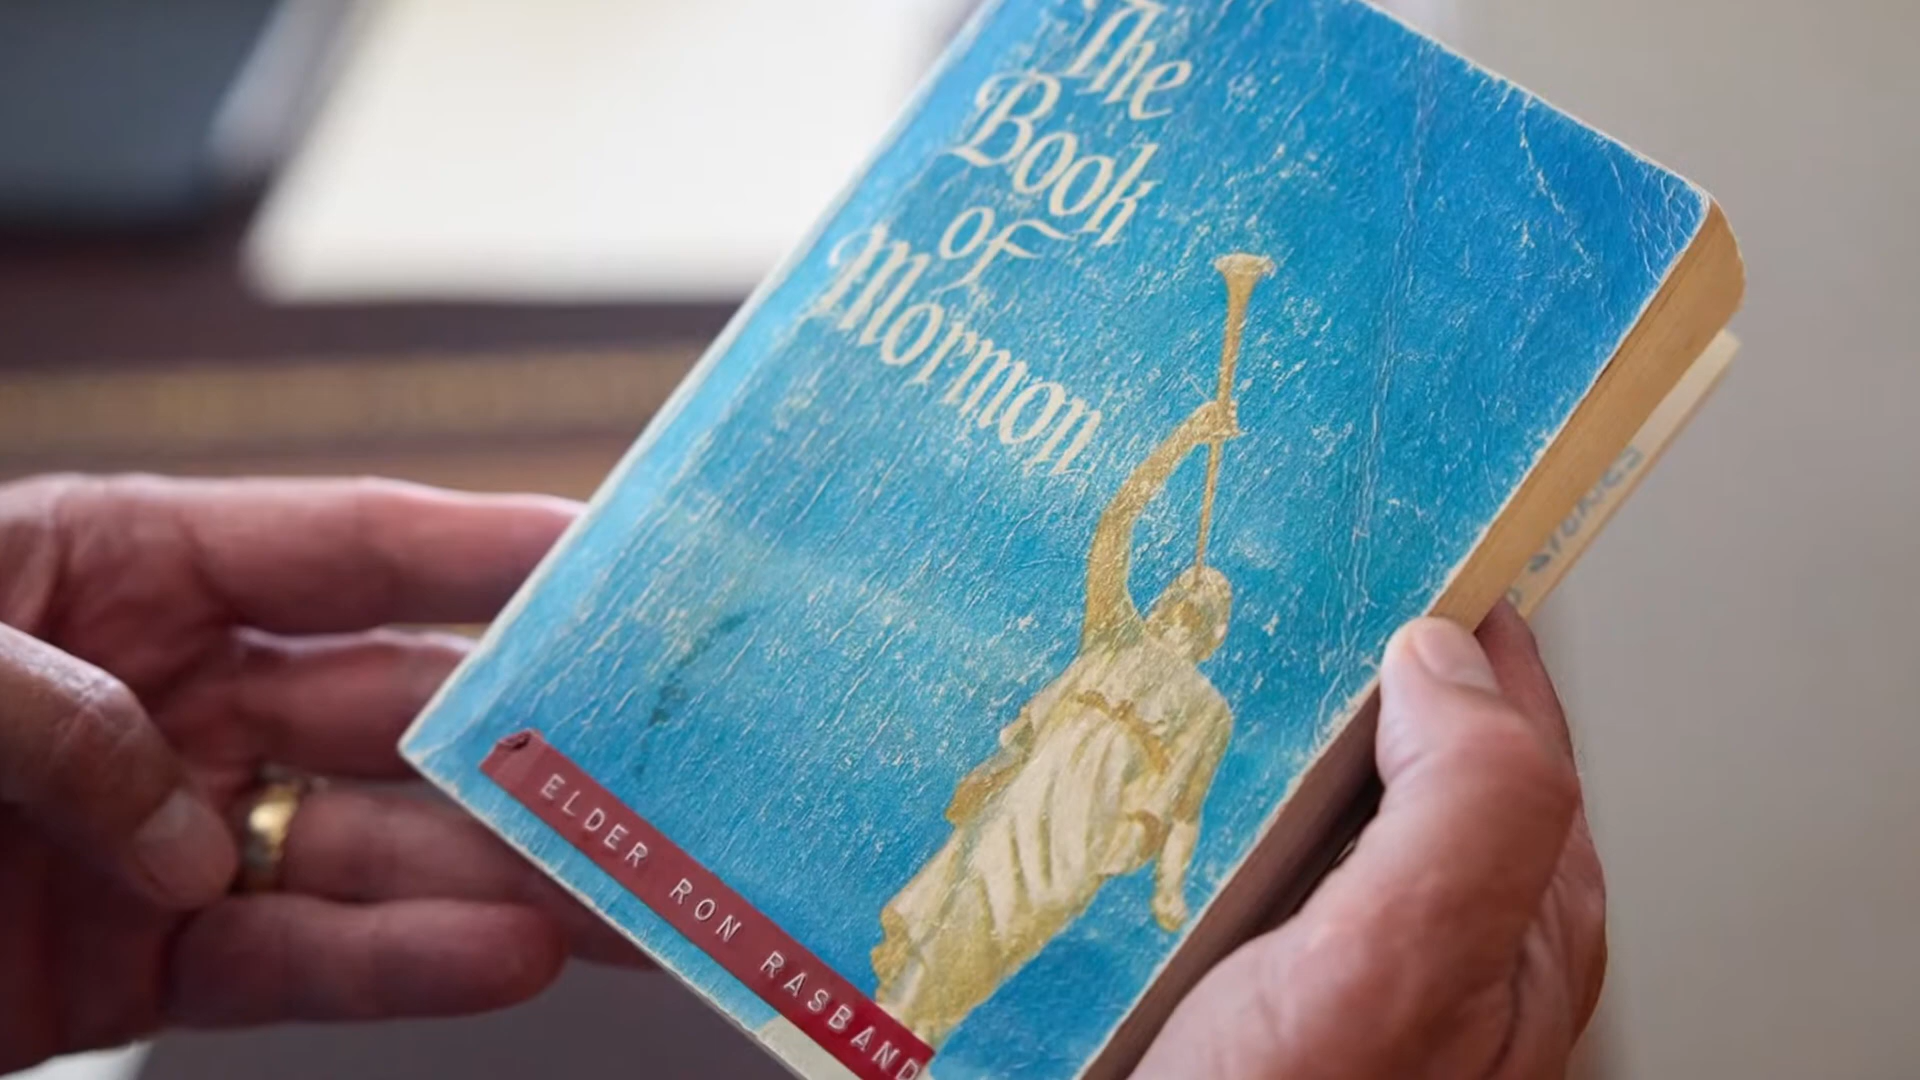 The
Book
of
Mormon
ELDER RON RASBAND